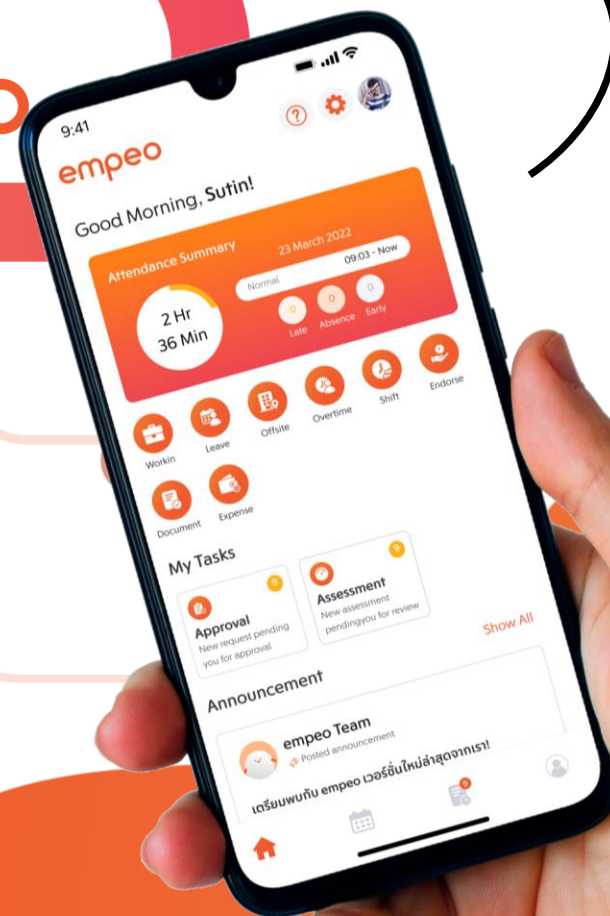 9:41
empeo
?
Good Morning, Sutin!
Attendance Summary
23 March 2022
2 Hr
36 Min
Normal
09:03 - Now
0
0
0
Late
Absence
Early
Workin
Leave
Offsite
Overtime
Shift
Endorse
Document
Expense
My Tasks
9
Approval
New request pending
you for approval
9
Assessment
New assessment
pendingyou for review
Announcement
Show All
empeo Team
Posted announcement
เตรียมพบกับ empeo เวอร์ชั่นใหม่ล่าสุดจากเรา!
9